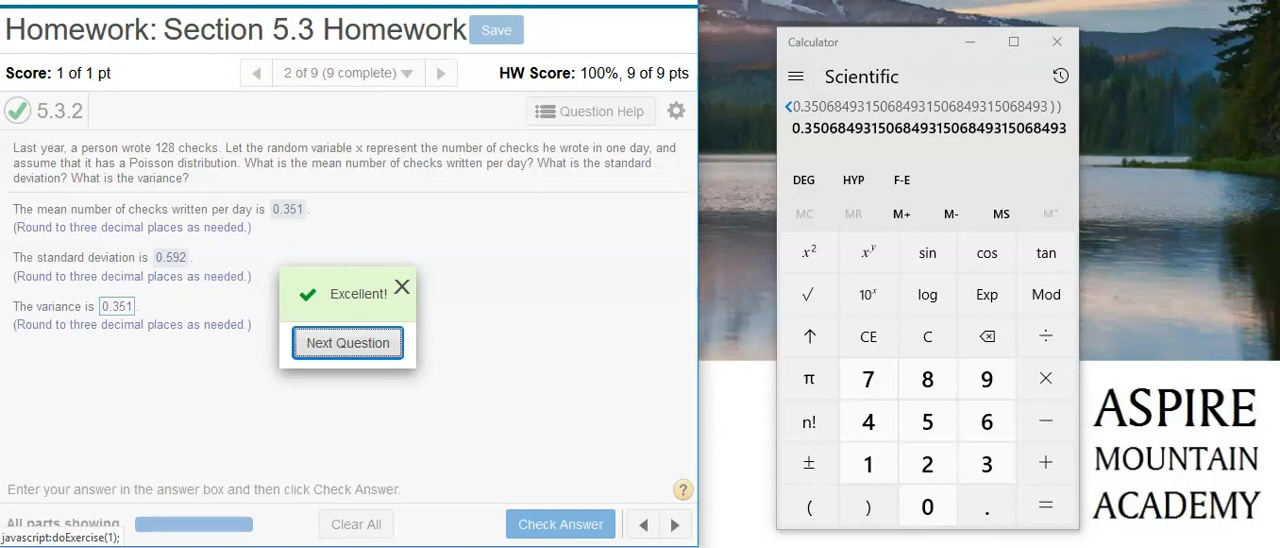 Homework: Section 5.3 Homework
Save
Score: 1 of 1 pt
2 of 9 (9 complete)
HW Score: 100%, 9 of 9 pts
5.3.2
Question Help
Last year, a person wrote 128 checks. Let the random variable x represent the number of checks he wrote in one day, and
assume that it has a Poisson distribution. What is the mean number of checks written per day? What is the standard
deviation? What is the variance?
The mean number of checks written per day is 0.351.
(Round to three decimal places as needed.)
The standard deviation is 0.592.
(Round to three decimal places as needed.)
The variance is 0.351.
(Round to three decimal places as needed.)
Excellent!
Next Question
Enter your answer in the answer box and then click Check Answer.
?
All parts showing
Clear All
Check Answer
javascript:doExercise(1);
Calculator
Scientific
0.35068493150684931506849315068493 ))
0.35068493150684931506849315068493
DEG HYP F-E
MC MR M+ M- MS M˅
x² xʸ sin cos tan
√ 10ˣ log Exp Mod
↑ CE C ⌫ ÷
π 7 8 9 ×
n! 4 5 6 −
± 1 2 3 +
( ) 0 . =
ASPIRE
MOUNTAIN
ACADEMY